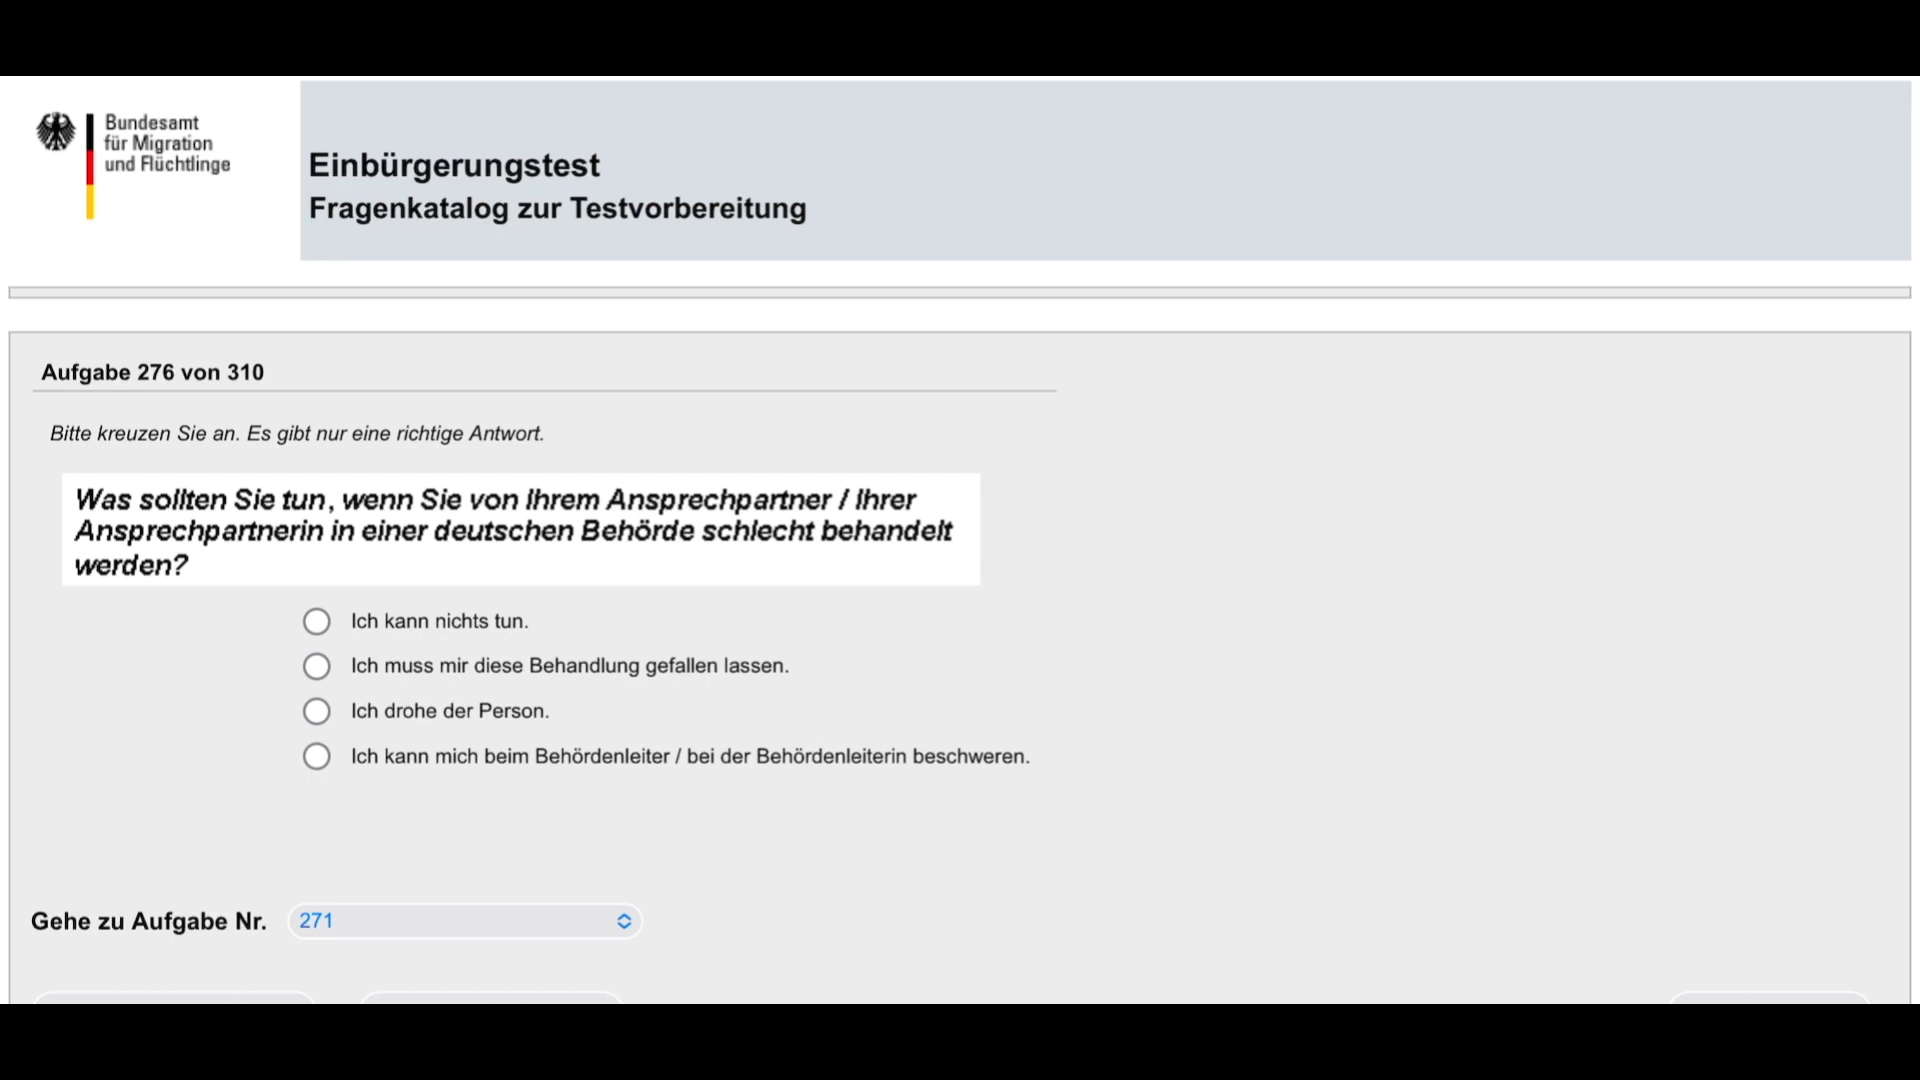 Bundesamt
für Migration
und Flüchtlinge
Einbürgerungstest
Fragenkatalog zur Testvorbereitung
Aufgabe 276 von 310
Bitte kreuzen Sie an. Es gibt nur eine richtige Antwort.
Was sollten Sie tun, wenn Sie von Ihrem Ansprechpartner / Ihrer
Ansprechpartnerin in einer deutschen Behörde schlecht behandelt
werden?
Ich kann nichts tun.
Ich muss mir diese Behandlung gefallen lassen.
Ich drohe der Person.
Ich kann mich beim Behördenleiter / bei der Behördenleiterin beschweren.
Gehe zu Aufgabe Nr. 271